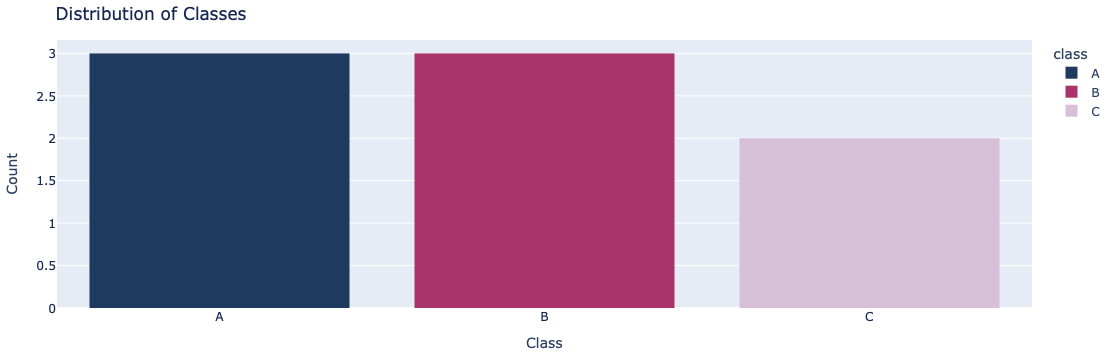 Distribution of Classes
3
2.5
2
1.5
1
0.5
0
Count
A
B
C
Class
class
A
B
C